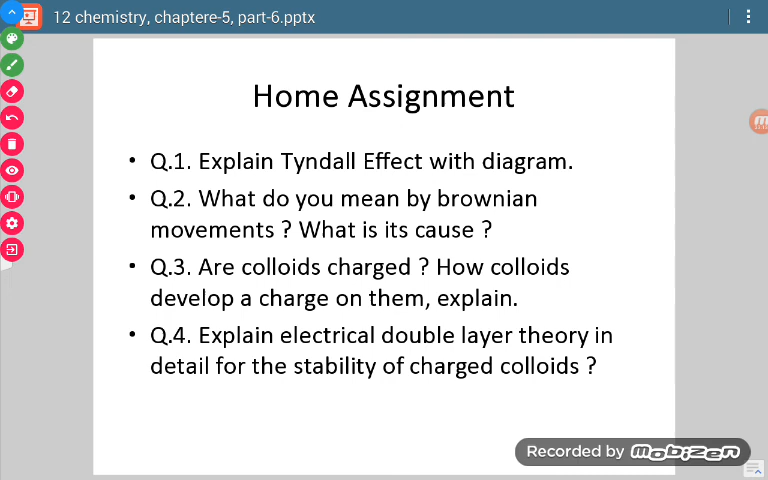 12 chemistry, chaptere-5, part-6.pptx
Home Assignment
• Q.1. Explain Tyndall Effect with diagram.
• Q.2. What do you mean by brownian
movements ? What is its cause ?
• Q.3. Are colloids charged ? How colloids
develop a charge on them, explain.
• Q.4. Explain electrical double layer theory in
detail for the stability of charged colloids ?
Recorded by mobizen